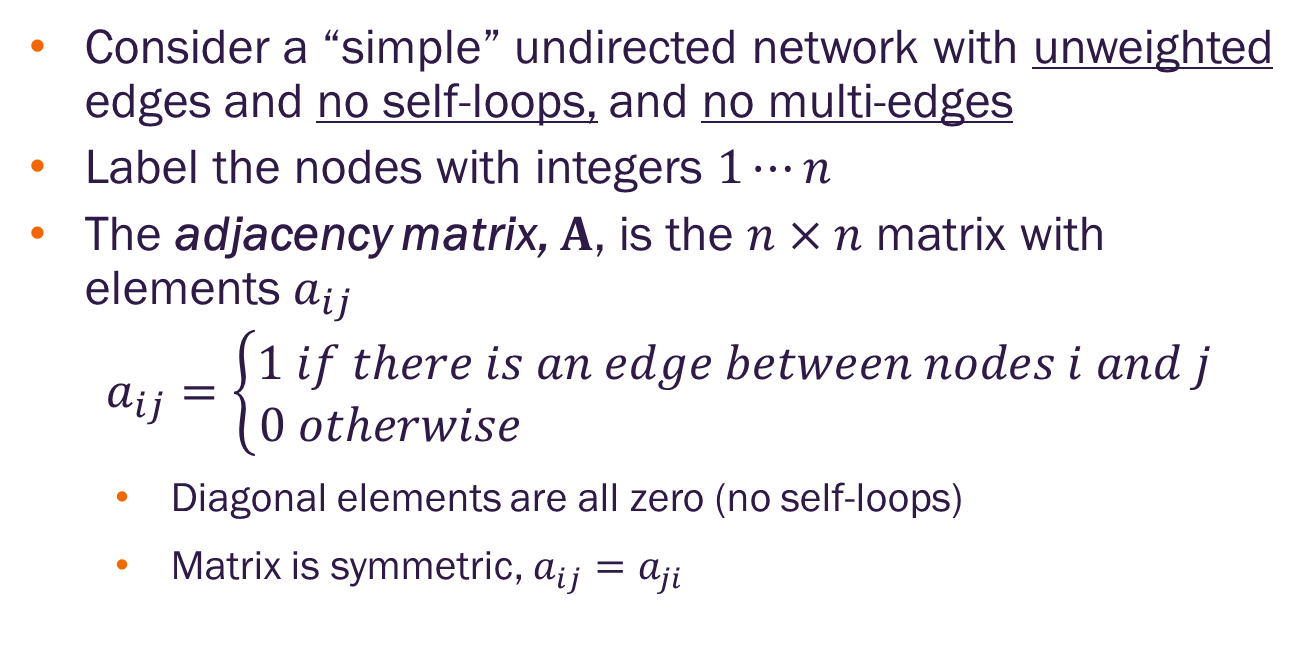 • Consider a “simple” undirected network with unweighted
edges and no self-loops, and no multi-edges
• Label the nodes with integers 1 ⋯ n
• The adjacency matrix, A, is the n × n matrix with
elements aᵢⱼ
aᵢⱼ = {1 if there is an edge between nodes i and j
0 otherwise
• Diagonal elements are all zero (no self-loops)
• Matrix is symmetric, aᵢⱼ = aⱼᵢ